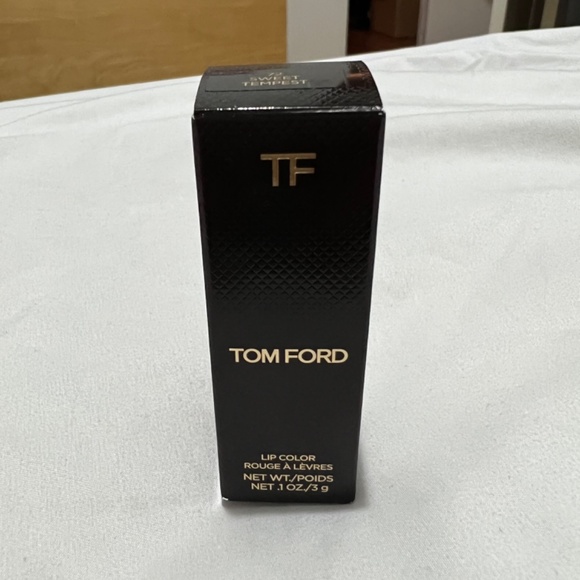 SWEET
TEMPEST
TF
TOM FORD
LIP COLOR
ROUGE À LÈVRES
NET WT./POIDS
NET .1 OZ./3 g